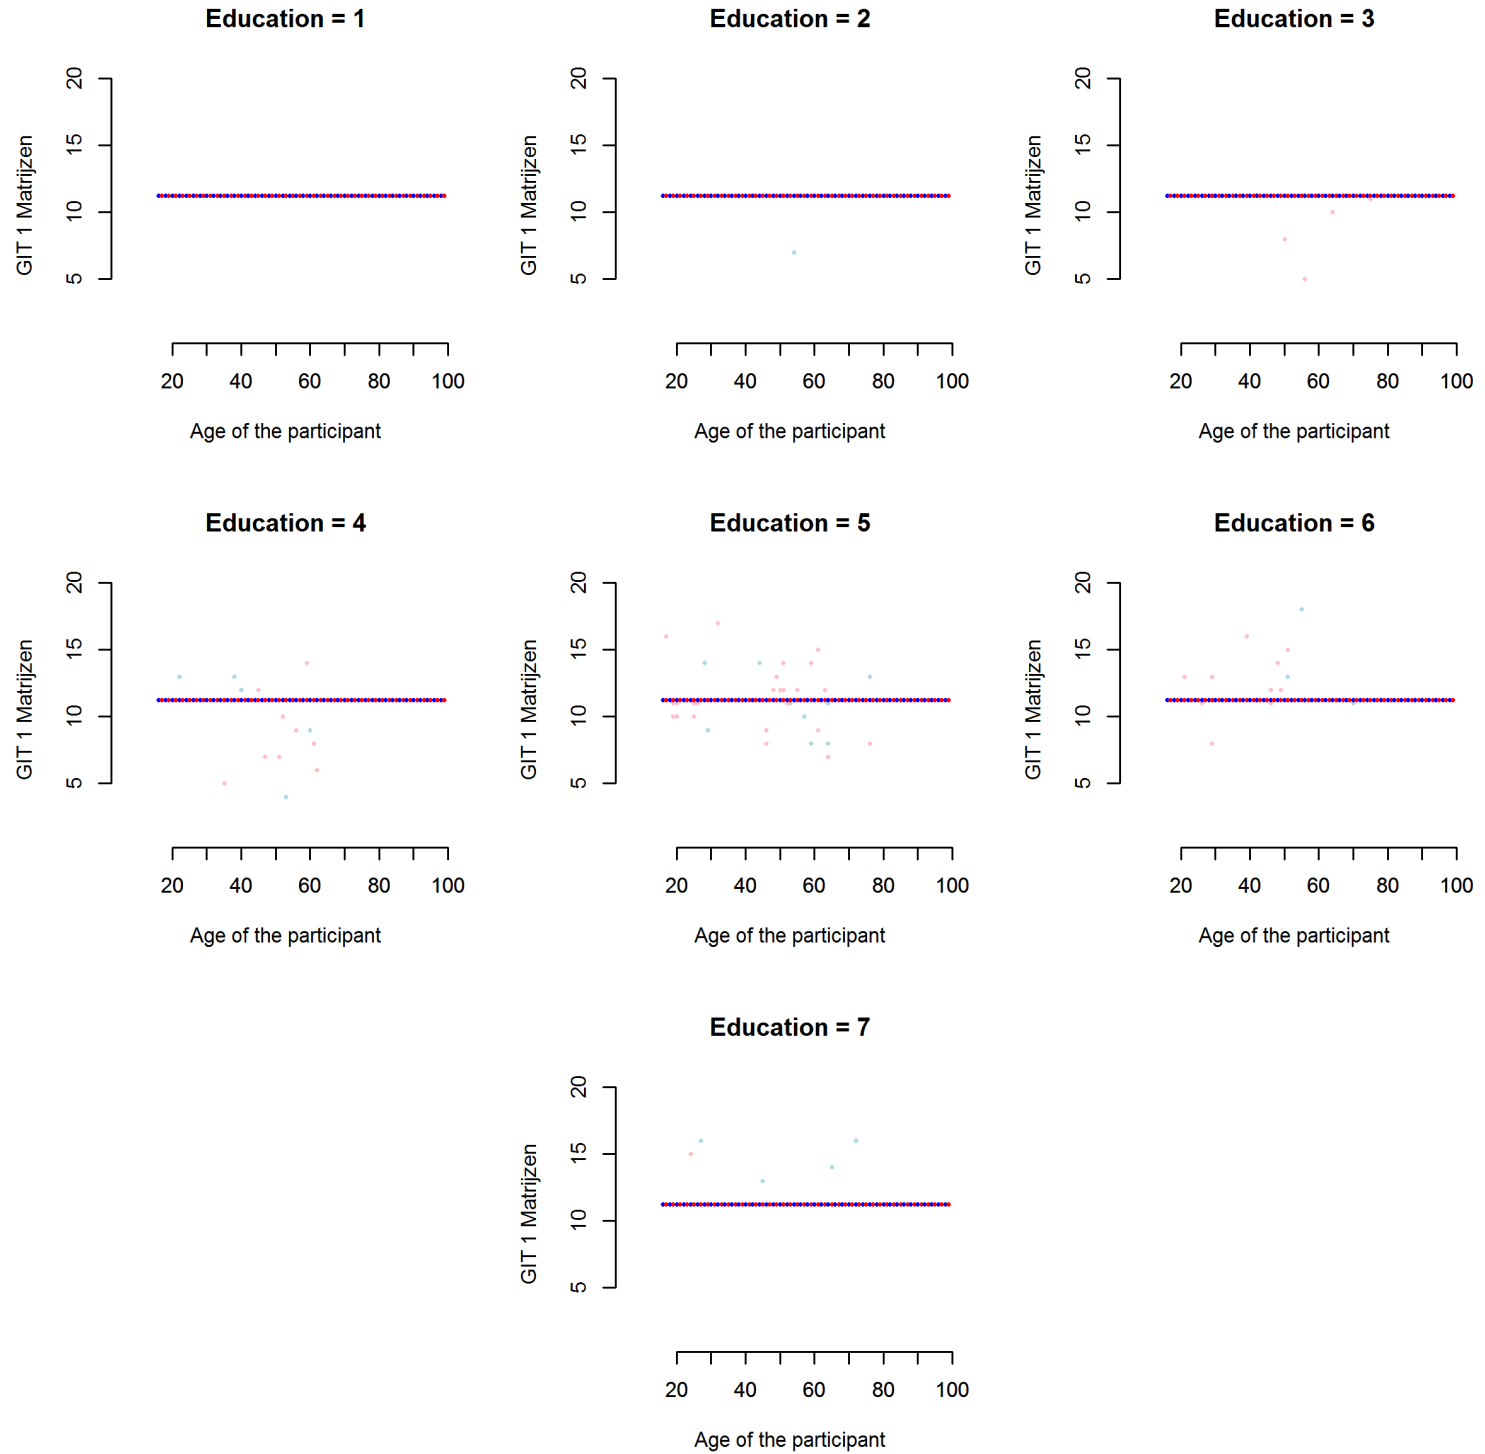 Education = 1
20
15
10
5
GIT 1 Matrijzen
20 40 60 80 100
Age of the participant
Education = 2
20
15
10
5
GIT 1 Matrijzen
20 40 60 80 100
Age of the participant
Education = 3
20
15
10
5
GIT 1 Matrijzen
20 40 60 80 100
Age of the participant
Education = 4
20
15
10
5
GIT 1 Matrijzen
20 40 60 80 100
Age of the participant
Education = 5
20
15
10
5
GIT 1 Matrijzen
20 40 60 80 100
Age of the participant
Education = 6
20
15
10
5
GIT 1 Matrijzen
20 40 60 80 100
Age of the participant
Education = 7
20
15
10
5
GIT 1 Matrijzen
20 40 60 80 100
Age of the participant